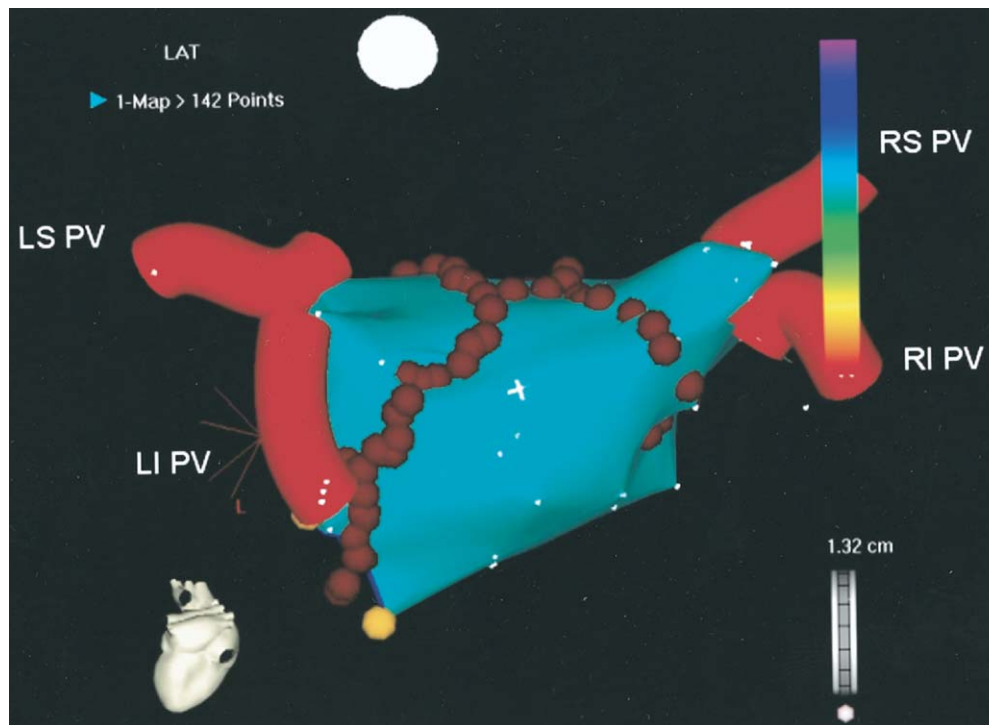 LAT
1-Map > 142 Points
RS PV
LS PV
RI PV
LI PV
L
1.32 cm